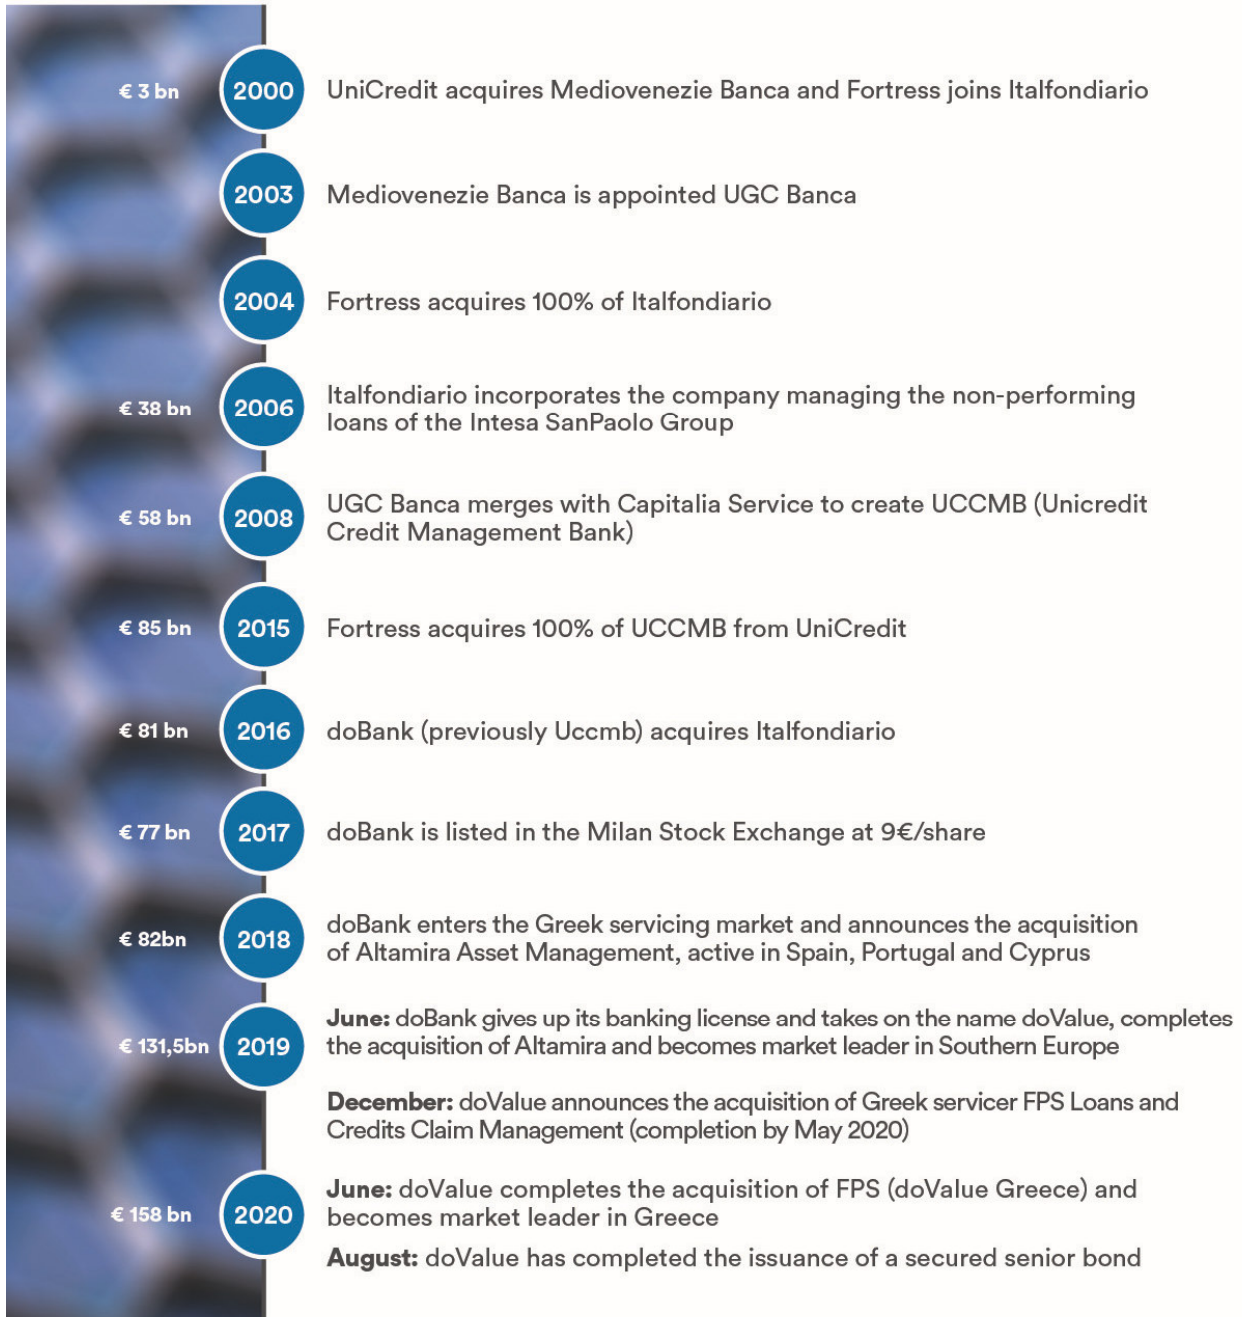 € 3 bn
2000
UniCredit acquires Mediovenezie Banca and Fortress joins Italfondiario
2003
Mediovenezie Banca is appointed UGC Banca
2004
Fortress acquires 100% of Italfondiario
€ 38 bn
2006
Italfondiario incorporates the company managing the non-performing
loans of the Intesa SanPaolo Group
€ 58 bn
2008
UGC Banca merges with Capitalia Service to create UCCMB (Unicredit
Credit Management Bank)
€ 85 bn
2015
Fortress acquires 100% of UCCMB from UniCredit
€ 81 bn
2016
doBank (previously Uccmb) acquires Italfondiario
€ 77 bn
2017
doBank is listed in the Milan Stock Exchange at 9€/share
€ 82bn
2018
doBank enters the Greek servicing market and announces the acquisition
of Altamira Asset Management, active in Spain, Portugal and Cyprus
€ 131,5bn
2019
June: doBank gives up its banking license and takes on the name doValue, completes
the acquisition of Altamira and becomes market leader in Southern Europe
December: doValue announces the acquisition of Greek servicer FPS Loans and
Credits Claim Management (completion by May 2020)
€ 158 bn
2020
June: doValue completes the acquisition of FPS (doValue Greece) and
becomes market leader in Greece
August: doValue has completed the issuance of a secured senior bond